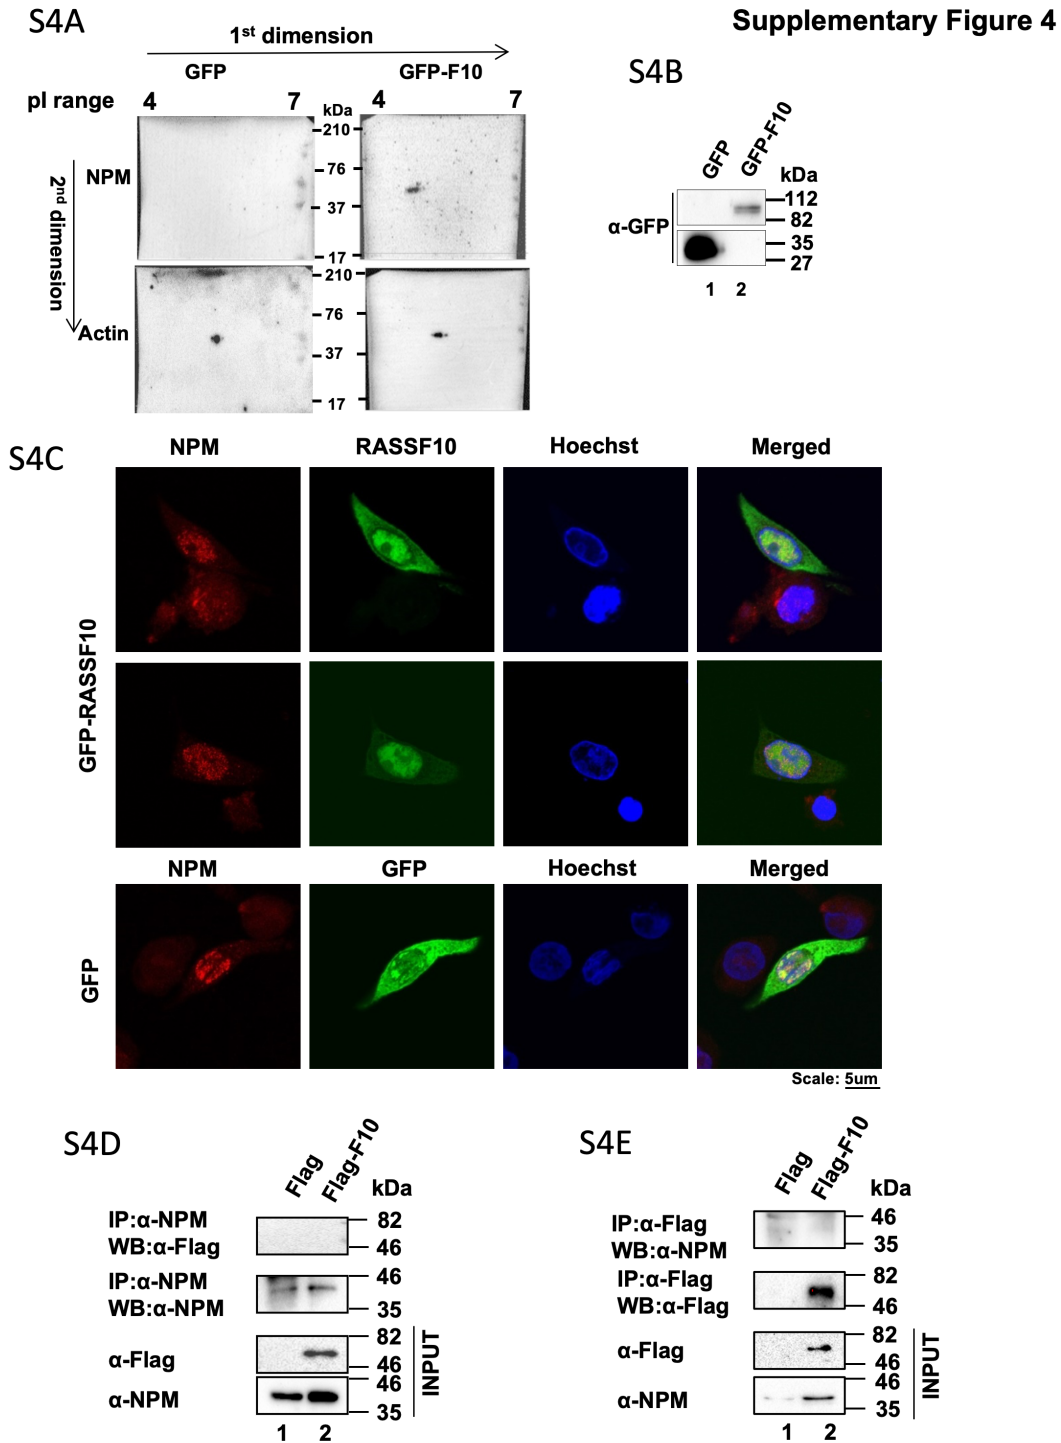 Supplementary Figure 4
S4A
1st dimension
GFP
GFP-F10
pI range
4
7
kDa
4
7
NPM
2nd dimension
210
76
37
17
Actin
210
76
37
17
S4B
GFP
GFP-F10
kDa
α-GFP
112
82
35
27
1 2
S4C
NPM RASSF10 Hoechst Merged
GFP-RASSF10
NPM GFP Hoechst Merged
GFP
Scale: 5um
S4D
Flag
Flag-F10
kDa
IP:α-NPM
WB:α-Flag
82
46
IP:α-NPM
WB:α-NPM
46
35
α-Flag
82
46
α-NPM
46
35
INPUT
1 2
S4E
Flag
Flag-F10
kDa
IP:α-Flag
WB:α-NPM
46
35
IP:α-Flag
WB:α-Flag
82
46
α-Flag
82
46
α-NPM
46
35
INPUT
1 2